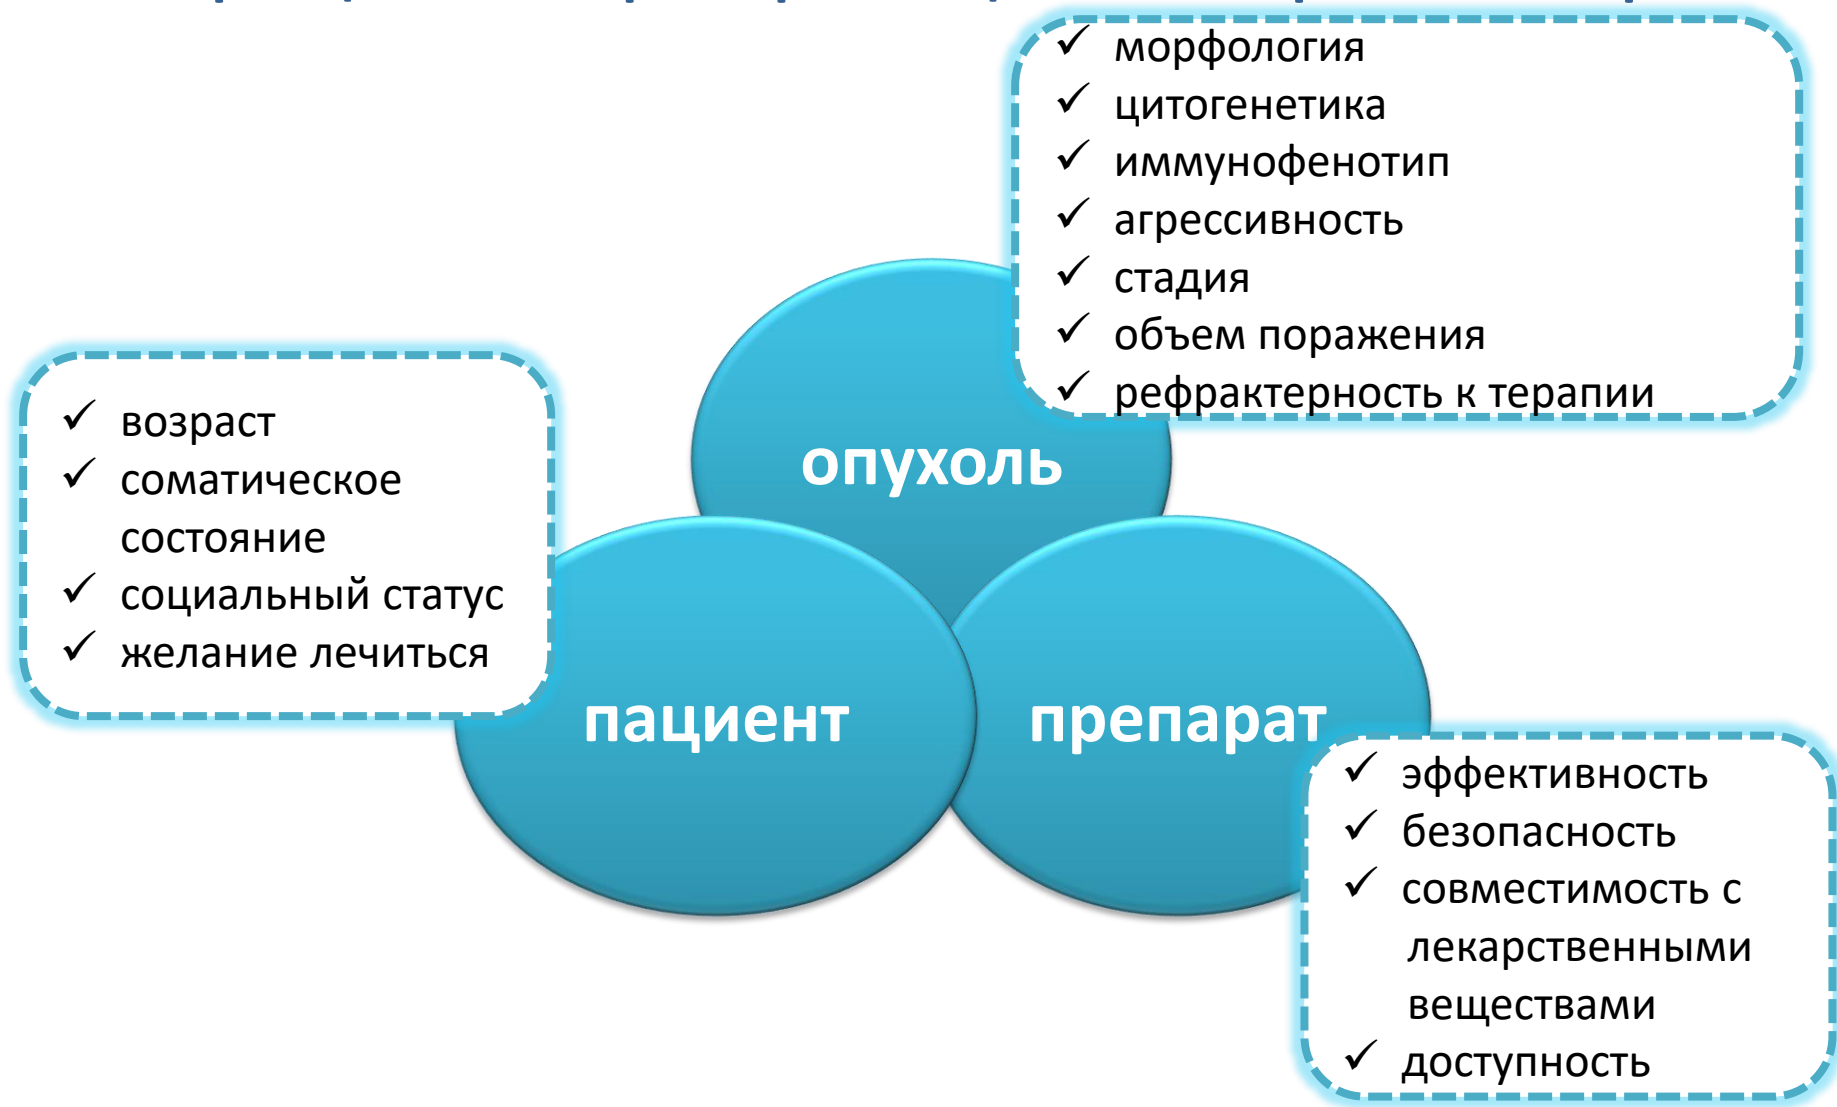 ✓ морфология
✓ цитогенетика
✓ иммунофенотип
✓ агрессивность
✓ стадия
✓ объем поражения
✓ рефрактерность к терапии
опухоль
✓ возраст
✓ соматическое
состояние
✓ социальный статус
✓ желание лечиться
пациент
препарат
✓ эффективность
✓ безопасность
✓ совместимость с
лекарственными
веществами
✓ доступность